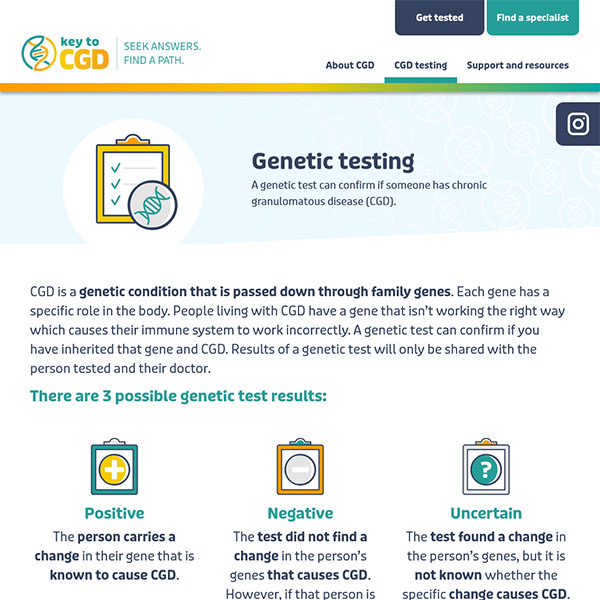 Get tested
Find a specialist
key to
CGD
SEEK ANSWERS.
FIND A PATH.
About CGD
CGD testing
Support and resources
Genetic testing
A genetic test can confirm if someone has chronic
granulomatous disease (CGD).
CGD is a genetic condition that is passed down through family genes. Each gene has a
specific role in the body. People living with CGD have a gene that isn’t working the right way
which causes their immune system to work incorrectly. A genetic test can confirm if you
have inherited that gene and CGD. Results of a genetic test will only be shared with the
person tested and their doctor.
There are 3 possible genetic test results:
Positive
The person carries a
change in their gene that is
known to cause CGD.
Negative
The test did not find a
change in the person’s
genes that causes CGD.
However, if that person is
Uncertain
The test found a change in
the person’s genes, but it is
not known whether the
specific change causes CGD.